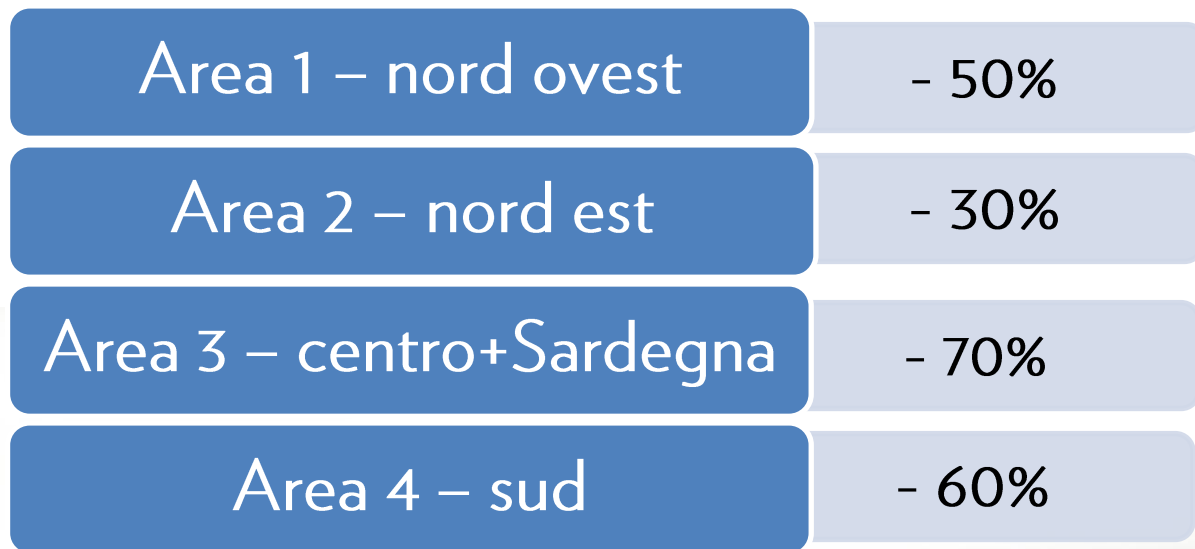 Area 1 – nord ovest
- 50%
Area 2 – nord est
- 30%
Area 3 – centro+Sardegna
- 70%
Area 4 – sud
- 60%